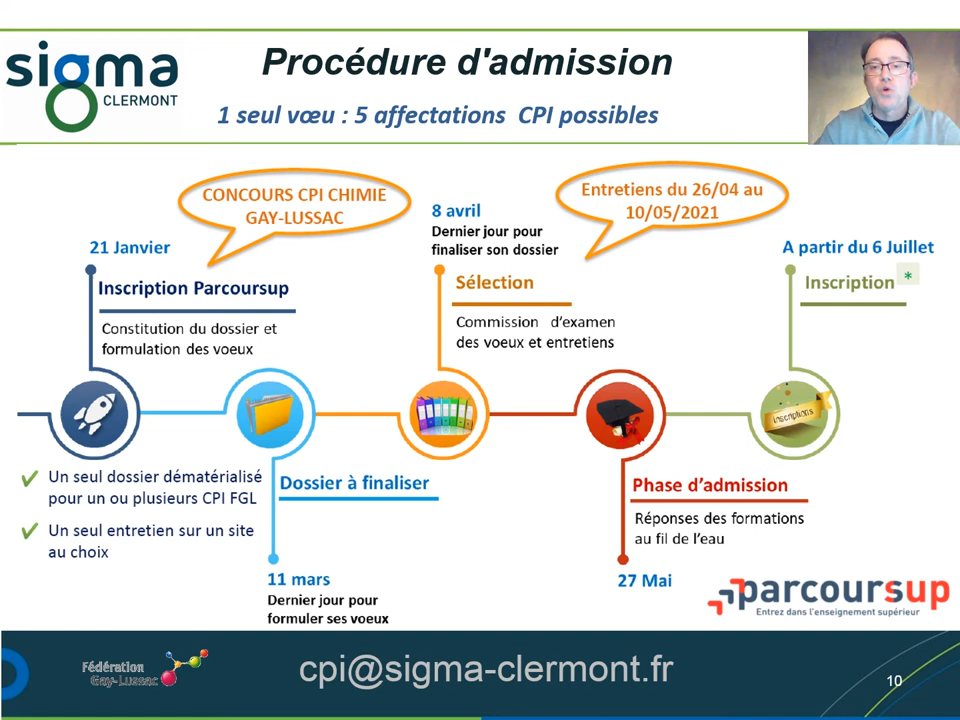 sigma
CLERMONT
Procédure d'admission
1 seul vœu : 5 affectations CPI possibles
CONCOURS CPI CHIMIE
GAY-LUSSAC
Entretiens du 26/04 au
10/05/2021
21 Janvier
Inscription Parcoursup
Constitution du dossier et
formulation des voeux
8 avril
Dernier jour pour
finaliser son dossier
Sélection
Commission d'examen
des voeux et entretiens
A partir du 6 Juillet
Inscription *
inscriptions
✓ Un seul dossier dématérialisé
pour un ou plusieurs CPI FGL
✓ Un seul entretien sur un site
au choix
Dossier à finaliser
11 mars
Dernier jour pour
formuler ses voeux
Phase d'admission
Réponses des formations
au fil de l'eau
27 Mai
parcoursup
Entrez dans l'enseignement supérieur
Fédération
Gay-Lussac
cpi@sigma-clermont.fr
10